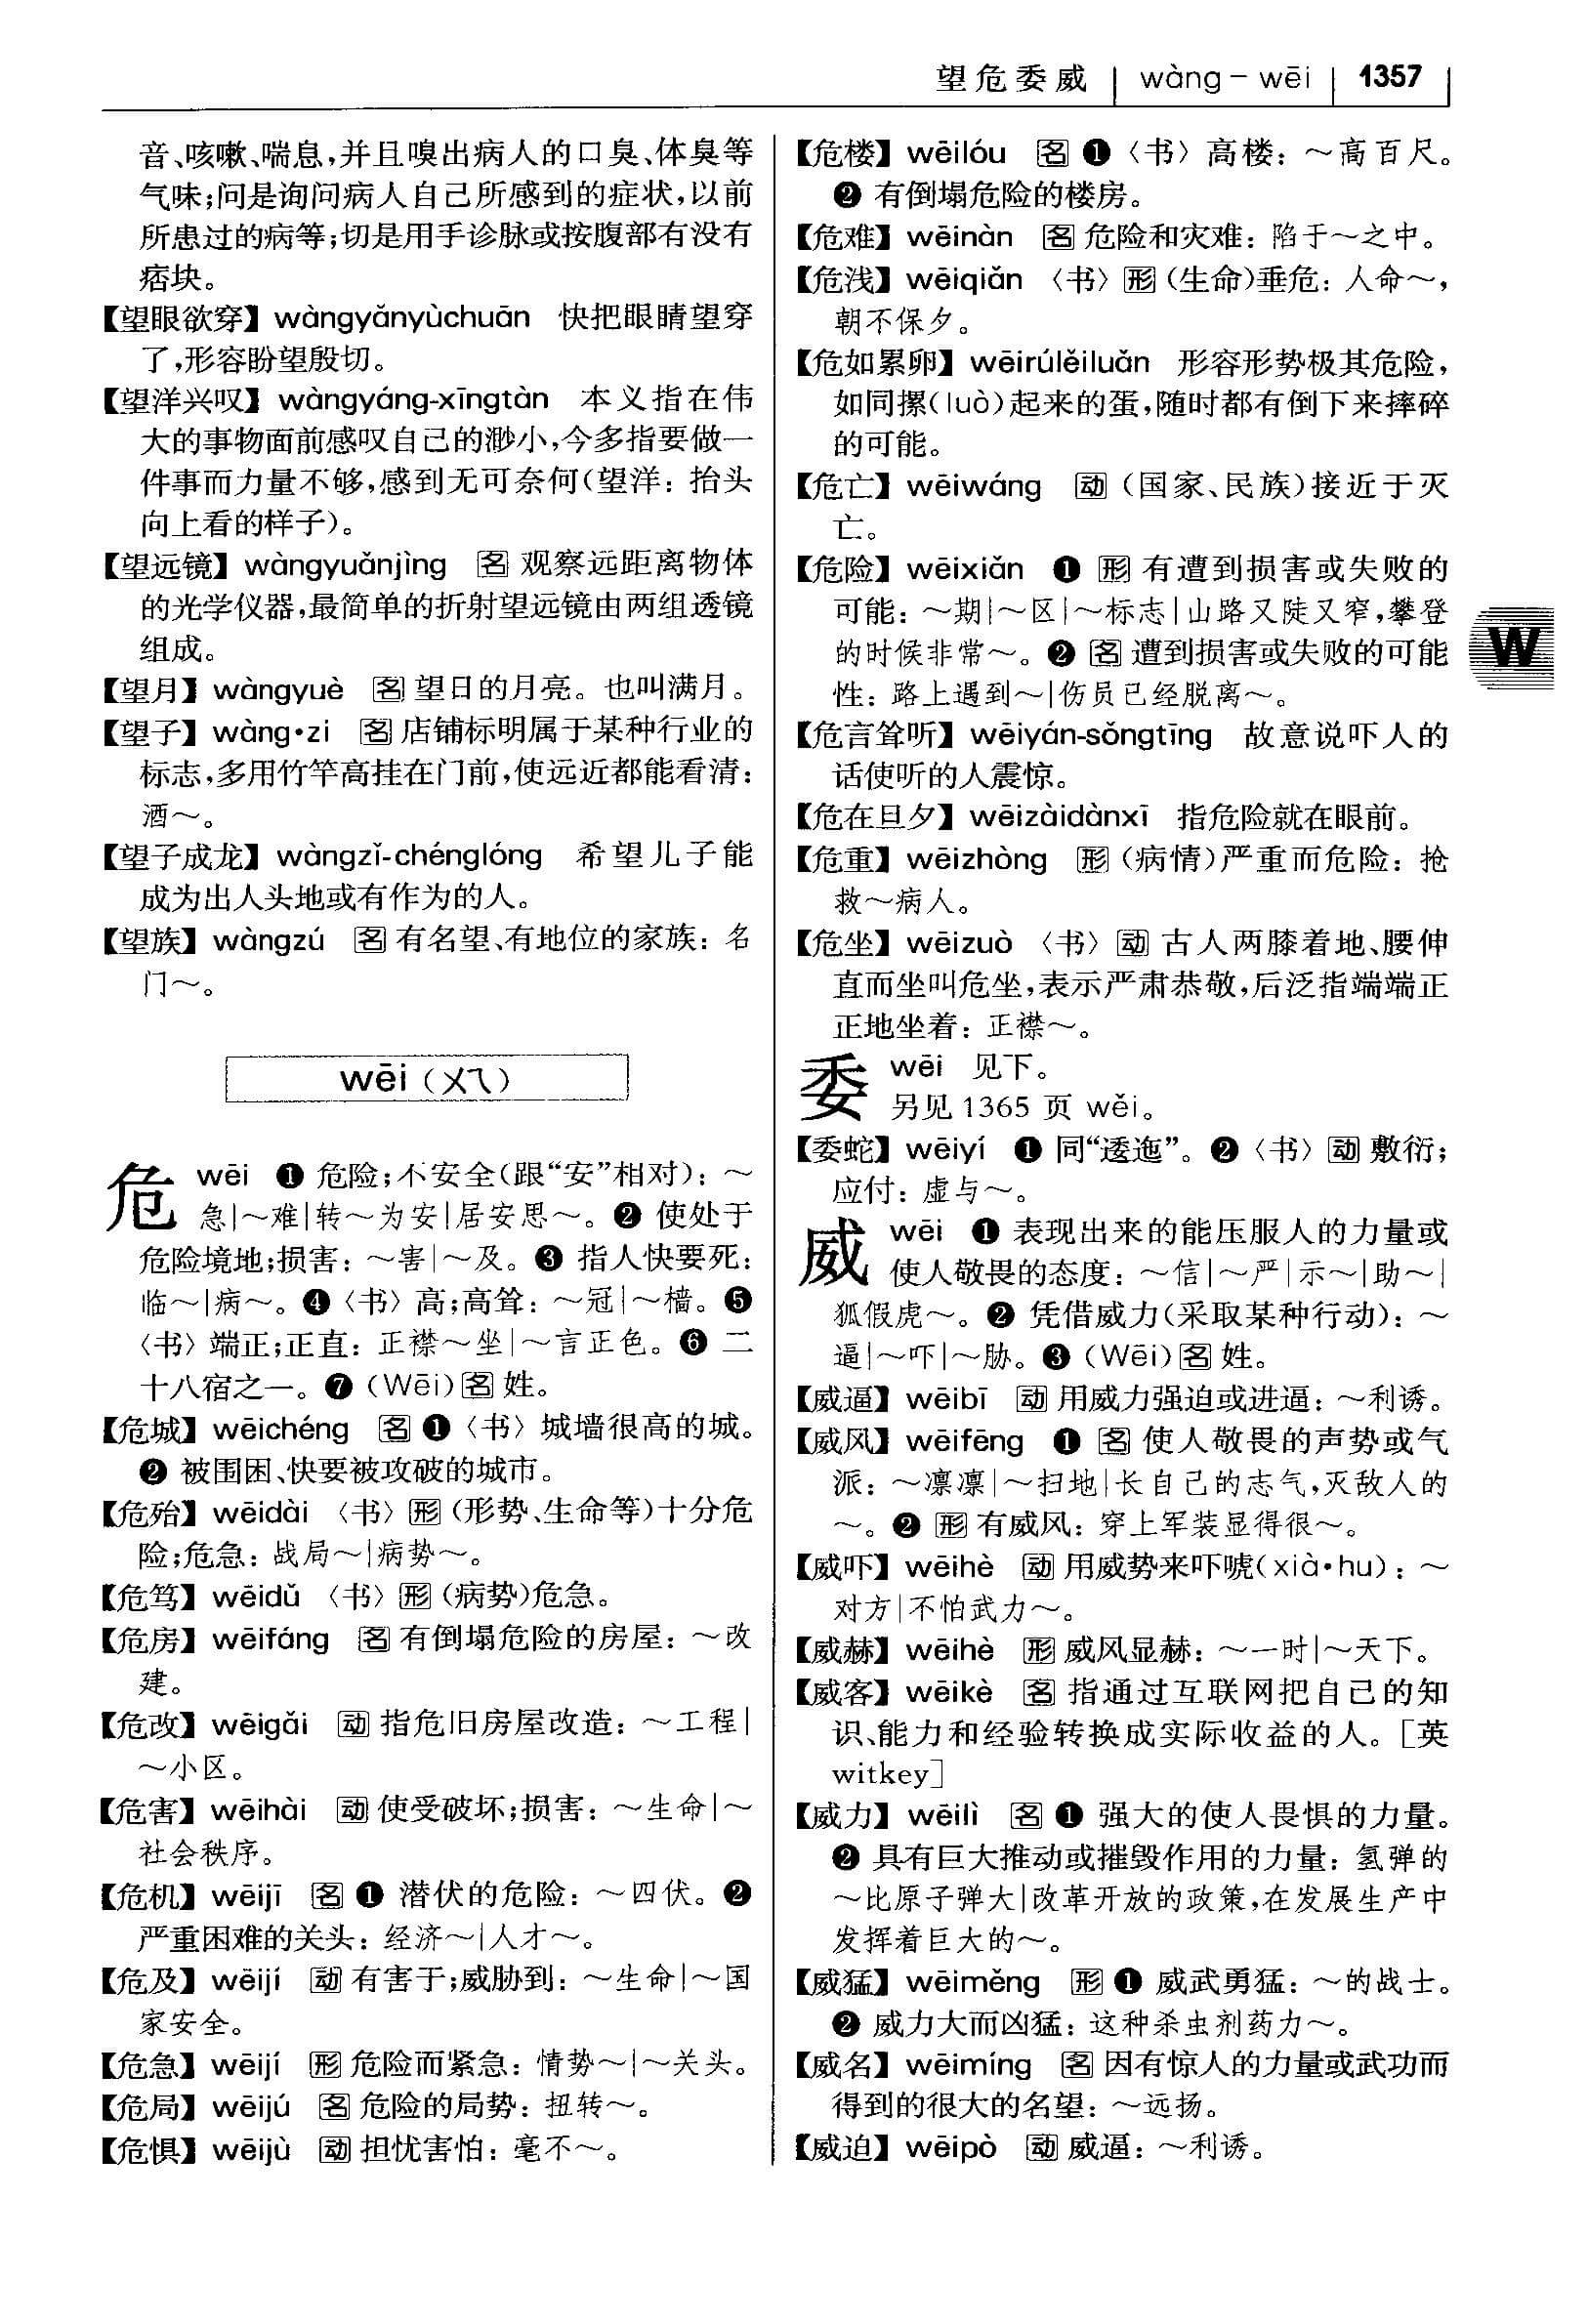 望危委威 | wàng－wēi | 1357
音、咳嗽、喘息,并且嗅出病人的口臭、体臭等
气味;问是询问病人自己所感到的症状,以前
所患过的病等;切是用手诊脉或按腹部有没有
痞块。
【望眼欲穿】 wàngyǎnyùchuān 快把眼睛望穿
了,形容盼望殷切。
【望洋兴叹】 wàngyáng-xīngtàn 本义指在伟
大的事物面前感叹自己的渺小,今多指要做一
件事而力量不够,感到无可奈何(望洋：抬头
向上看的样子)。
【望远镜】 wàngyuǎnjìng 名 观察远距离物体
的光学仪器,最简单的折射望远镜由两组透镜
组成。
【望月】 wàngyuè 名 望日的月亮。也叫满月。
【望子】 wàng•zi 名 店铺标明属于某种行业的
标志,多用竹竿高挂在门前,使远近都能看清：
酒～。
【望子成龙】 wàngzǐ-chénglóng 希望儿子能
成为出人头地或有作为的人。
【望族】 wàngzú 名 有名望、有地位的家族：名
门～。
wēi (ㄨㄟ)
危 wēi ❶ 危险;不安全(跟“安”相对)：～
急|～难|转～为安|居安思～。❷ 使处于
危险境地;损害：～害|～及。❸ 指人快要死：
临～|病～。❹〈书〉高;高耸：～冠|～樯。❺
〈书〉端正;正直：正襟～坐|～言正色。❻ 二
十八宿之一。❼ (Wēi) 名 姓。
【危城】 wēichéng 名 ❶〈书〉城墙很高的城。
❷ 被围困、快要被攻破的城市。
【危殆】 wēidài 〈书〉形 (形势、生命等)十分危
险;危急：战局～|病势～。
【危笃】 wēidǔ 〈书〉形 (病势)危急。
【危房】 wēifáng 名 有倒塌危险的房屋：～改
建。
【危改】 wēigǎi 动 指危旧房屋改造：～工程|
～小区。
【危害】 wēihài 动 使受破坏;损害：～生命|～
社会秩序。
【危机】 wēijī 名 ❶ 潜伏的危险：～四伏。❷
严重困难的关头：经济～|人才～。
【危及】 wēijí 动 有害于;威胁到：～生命|～国
家安全。
【危急】 wēijí 形 危险而紧急：情势～|～关头。
【危局】 wēijú 名 危险的局势：扭转～。
【危惧】 wēijù 动 担忧害怕：毫不～。
【危楼】 wēilóu 名 ❶〈书〉高楼：～高百尺。
❷ 有倒塌危险的楼房。
【危难】 wēinàn 名 危险和灾难：陷于～之中。
【危浅】 wēiqiǎn 〈书〉形 (生命)垂危：人命～,
朝不保夕。
【危如累卵】 wēirúlěiluǎn 形容形势极其危险,
如同摞(luò)起来的蛋,随时都有倒下来摔碎
的可能。
【危亡】 wēiwáng 动 (国家、民族)接近于灭
亡。
【危险】 wēixiǎn ❶ 形 有遭到损害或失败的
可能：～期|～区|～标志|山路又陡又窄,攀登
的时候非常～。❷ 名 遭到损害或失败的可能
性：路上遇到～|伤员已经脱离～。
W
【危言耸听】 wēiyán-sǒngtīng 故意说吓人的
话使听的人震惊。
【危在旦夕】 wēizàidànxī 指危险就在眼前。
【危重】 wēizhòng 形 (病情)严重而危险：抢
救～病人。
【危坐】 wēizuò 〈书〉动 古人两膝着地、腰伸
直而坐叫危坐,表示严肃恭敬,后泛指端端正
正地坐着：正襟～。
委 wēi 见下。
另见 1365 页 wěi。
【委蛇】 wēiyí ❶ 同“逶迤”。❷〈书〉动 敷衍;
应付：虚与～。
威 wēi ❶ 表现出来的能压服人的力量或
使人敬畏的态度：～信|～严|示～|助～|
狐假虎～。❷ 凭借威力(采取某种行动)：～
逼|～吓|～胁。❸ (Wēi) 名 姓。
【威逼】 wēibī 动 用威力强迫或进逼：～利诱。
【威风】 wēifēng ❶ 名 使人敬畏的声势或气
派：～凛凛|～扫地|长自己的志气,灭敌人的
～。❷ 形 有威风：穿上军装显得很～。
【威吓】 wēihè 动 用威势来吓唬(xià•hu)：～
对方|不怕武力～。
【威赫】 wēihè 形 威风显赫：～一时|～天下。
【威客】 wēikè 名 指通过互联网把自己的知
识、能力和经验转换成实际收益的人。[英
witkey]
【威力】 wēilì 名 ❶ 强大的使人畏惧的力量。
❷ 具有巨大推动或摧毁作用的力量：氢弹的
～比原子弹大|改革开放的政策,在发展生产中
发挥着巨大的～。
【威猛】 wēiměng 形 ❶ 威武勇猛：～的战士。
❷ 威力大而凶猛：这种杀虫剂药力～。
【威名】 wēimíng 名 因有惊人的力量或武功而
得到的很大的名望：～远扬。
【威迫】 wēipò 动 威逼：～利诱。